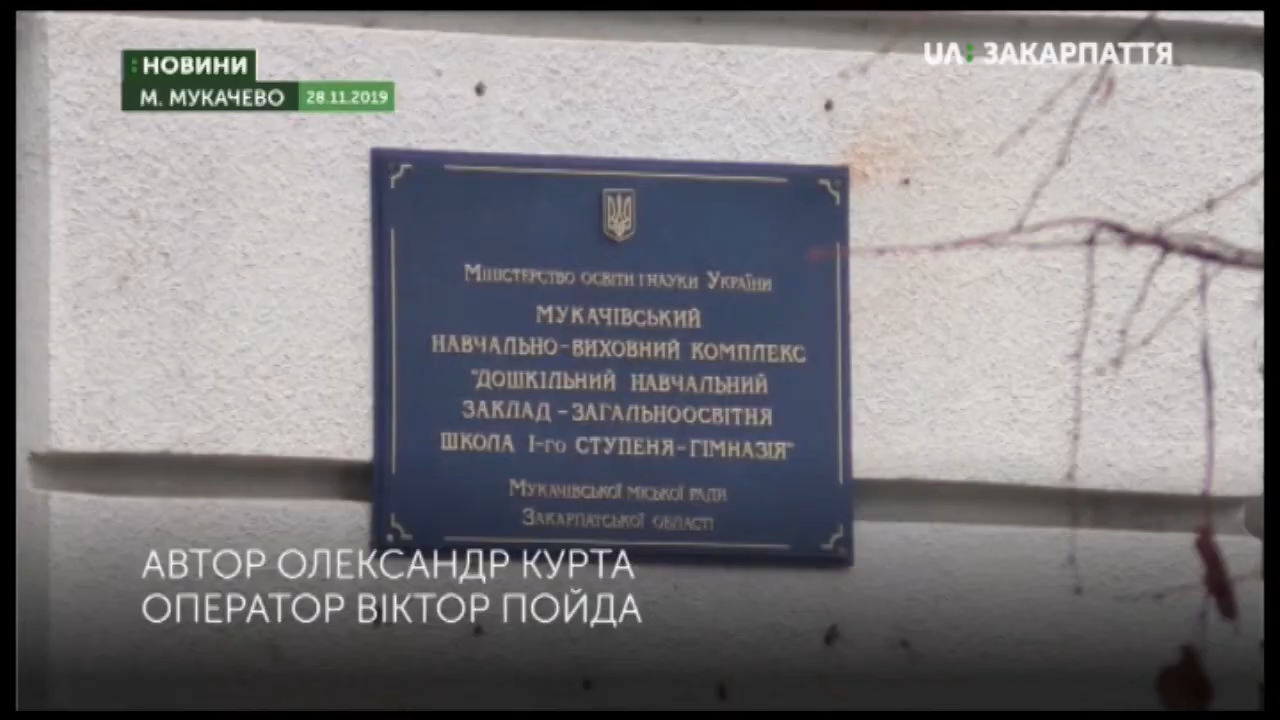 : НОВИНИ
М. МУКАЧЕВО 28.11.2019
UA: ЗАКАРПАТТЯ
МІНІСТЕРСТВО ОСВІТИ І НАУКИ УКРАЇНИ
МУКАЧІВСЬКИЙ
НАВЧАЛЬНО-ВИХОВНИЙ КОМПЛЕКС
"ДОШКІЛЬНИЙ НАВЧАЛЬНИЙ
ЗАКЛАД - ЗАГАЛЬНООСВІТНЯ
ШКОЛА І-го СТУПЕНЯ-ГІМНАЗІЯ"
МУКАЧІВСЬКОЇ МІСЬКОЇ РАДИ
ЗАКАРПАТСЬКОЇ ОБЛАСТІ
АВТОР ОЛЕКСАНДР КУРТА
ОПЕРАТОР ВІКТОР ПОЙДА